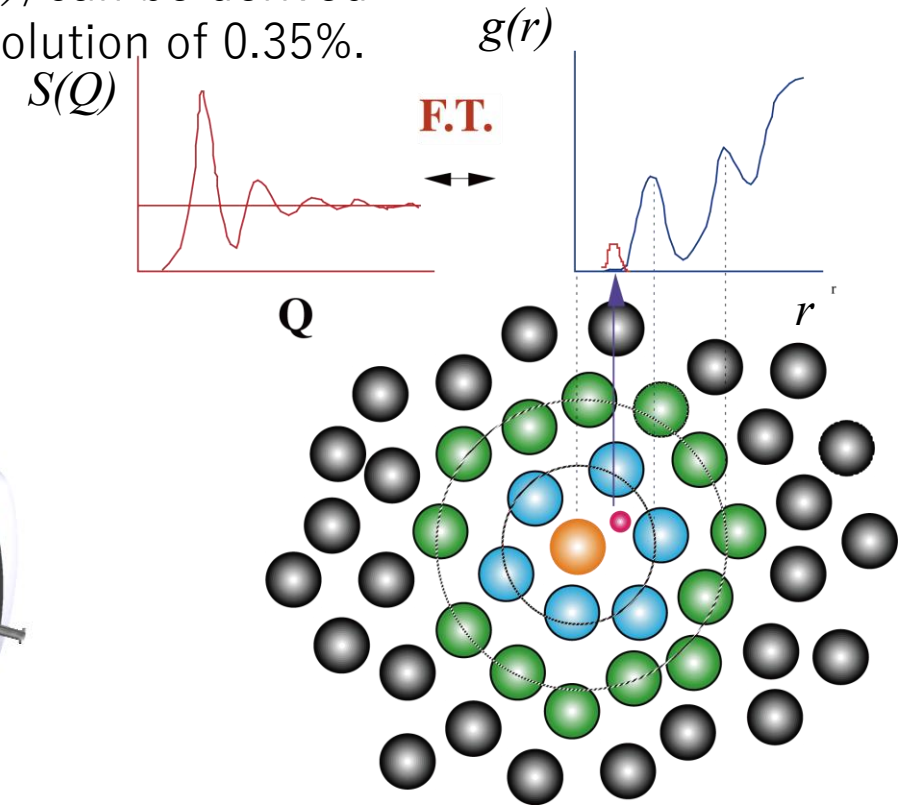 olution of 0.35%.
S(Q)
g(r)
F.T.
Q
r
r